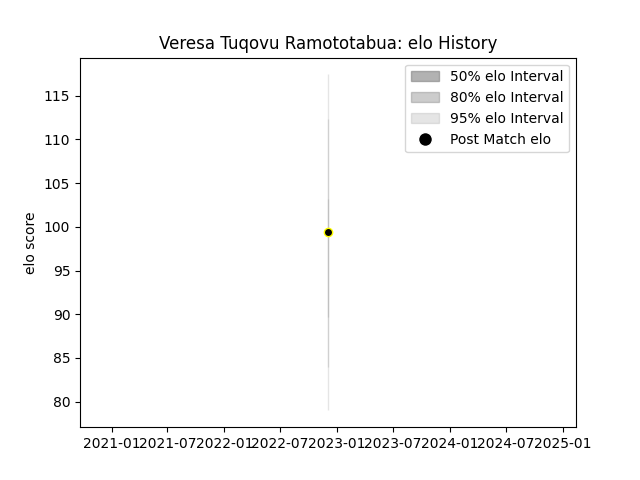 Veresa Tuqovu Ramototabua: elo History
50% elo Interval
80% elo Interval
95% elo Interval
Post Match elo
elo score
115
110
105
100
95
90
85
80
2021-01 2021-07 2022-01 2022-07 2023-01 2023-07 2024-01 2024-07 2025-01